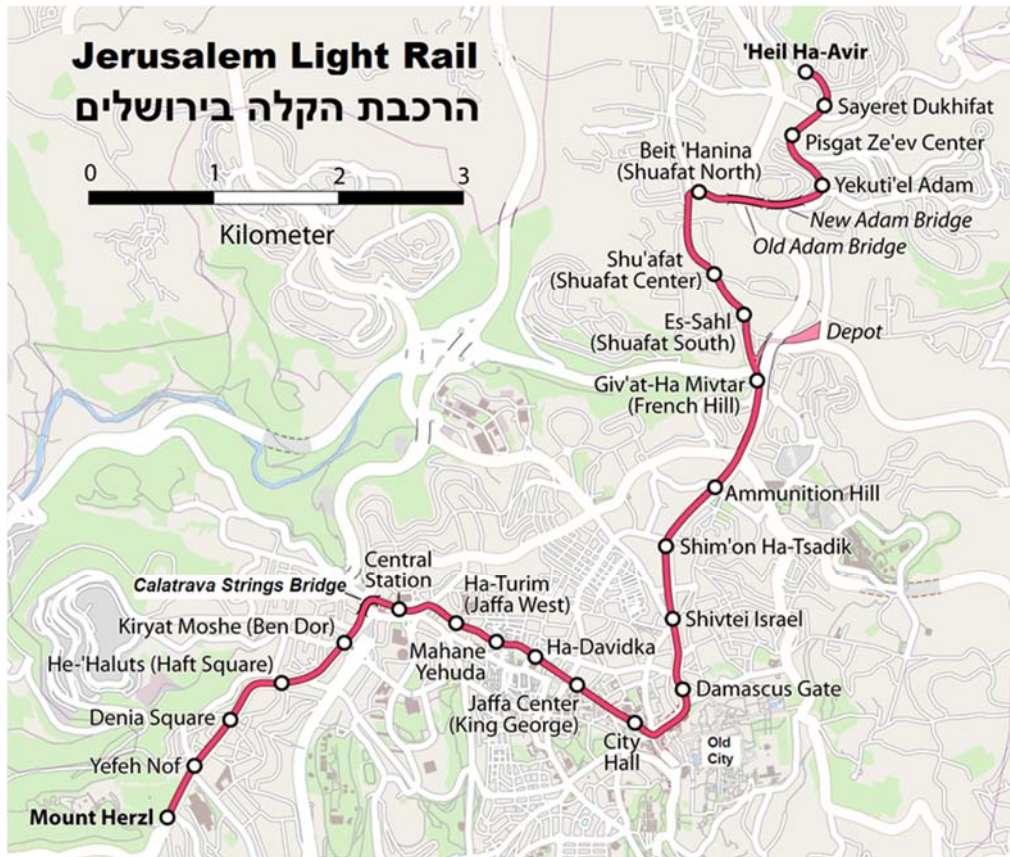 Jerusalem Light Rail
הרכבת הקלה בירושלים
0 1 2 3
Kilometer
'Heil Ha-Avir
Sayeret Dukhifat
Pisgat Ze'ev Center
Beit 'Hanina
(Shuafat North)
Yekuti'el Adam
New Adam Bridge
Old Adam Bridge
Shu'afat
(Shuafat Center)
Es-Sahl
(Shuafat South)
Depot
Giv'at-Ha Mivtar
(French Hill)
Ammunition Hill
Shim'on Ha-Tsadik
Shivtei Israel
Damascus Gate
Old
City
City
Hall
Jaffa Center
(King George)
Ha-Davidka
Mahane
Yehuda
Ha-Turim
(Jaffa West)
Central
Station
Calatrava Strings Bridge
Kiryat Moshe (Ben Dor)
He-'Haluts (Haft Square)
Denia Square
Yefeh Nof
Mount Herzl